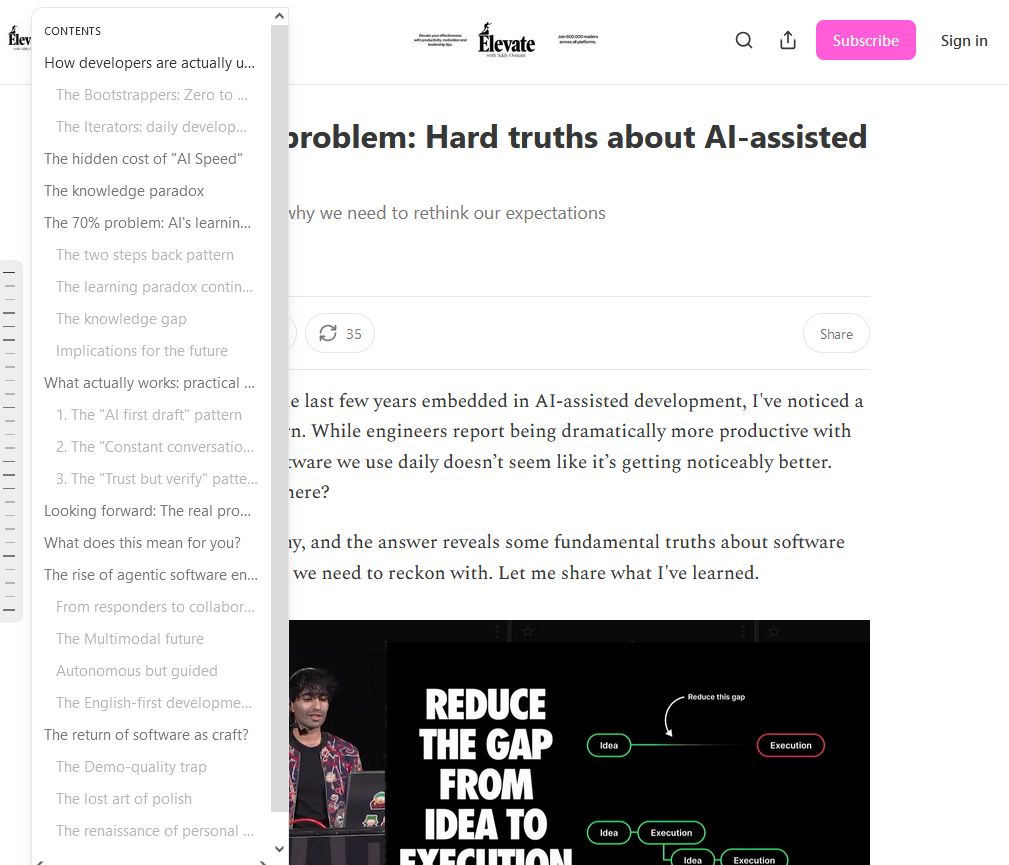 CONTENTS
How developers are actually u...
The Bootstrappers: Zero to ...
The Iterators: daily develop...
The hidden cost of "AI Speed"
The knowledge paradox
The 70% problem: AI's learnin...
The two steps back pattern
The learning paradox contin...
The knowledge gap
Implications for the future
What actually works: practical ...
1. The "AI first draft" pattern
2. The "Constant conversatio...
3. The "Trust but verify" patte...
Looking forward: The real pro...
What does this mean for you?
The rise of agentic software en...
From responders to collabor...
The Multimodal future
Autonomous but guided
The English-first developme...
The return of software as craft?
The Demo-quality trap
The lost art of polish
The renaissance of personal ...
Elevate your effectiveness
with productivity, motivation and
leadership tips.
Elevate
with Addy Osmani
Join 600,000 readers
across all platforms.
Subscribe
Sign in
problem: Hard truths about AI-assisted
why we need to rethink our expectations
35
Share
last few years embedded in AI-assisted development, I've noticed a
While engineers report being dramatically more productive with
we use daily doesn’t seem like it’s getting noticeably better.
and the answer reveals some fundamental truths about software
we need to reckon with. Let me share what I've learned.
REDUCE
THE GAP
FROM
IDEA TO
EXECUTION
Reduce this gap
Idea
Execution
Idea
Execution
Idea
Execution